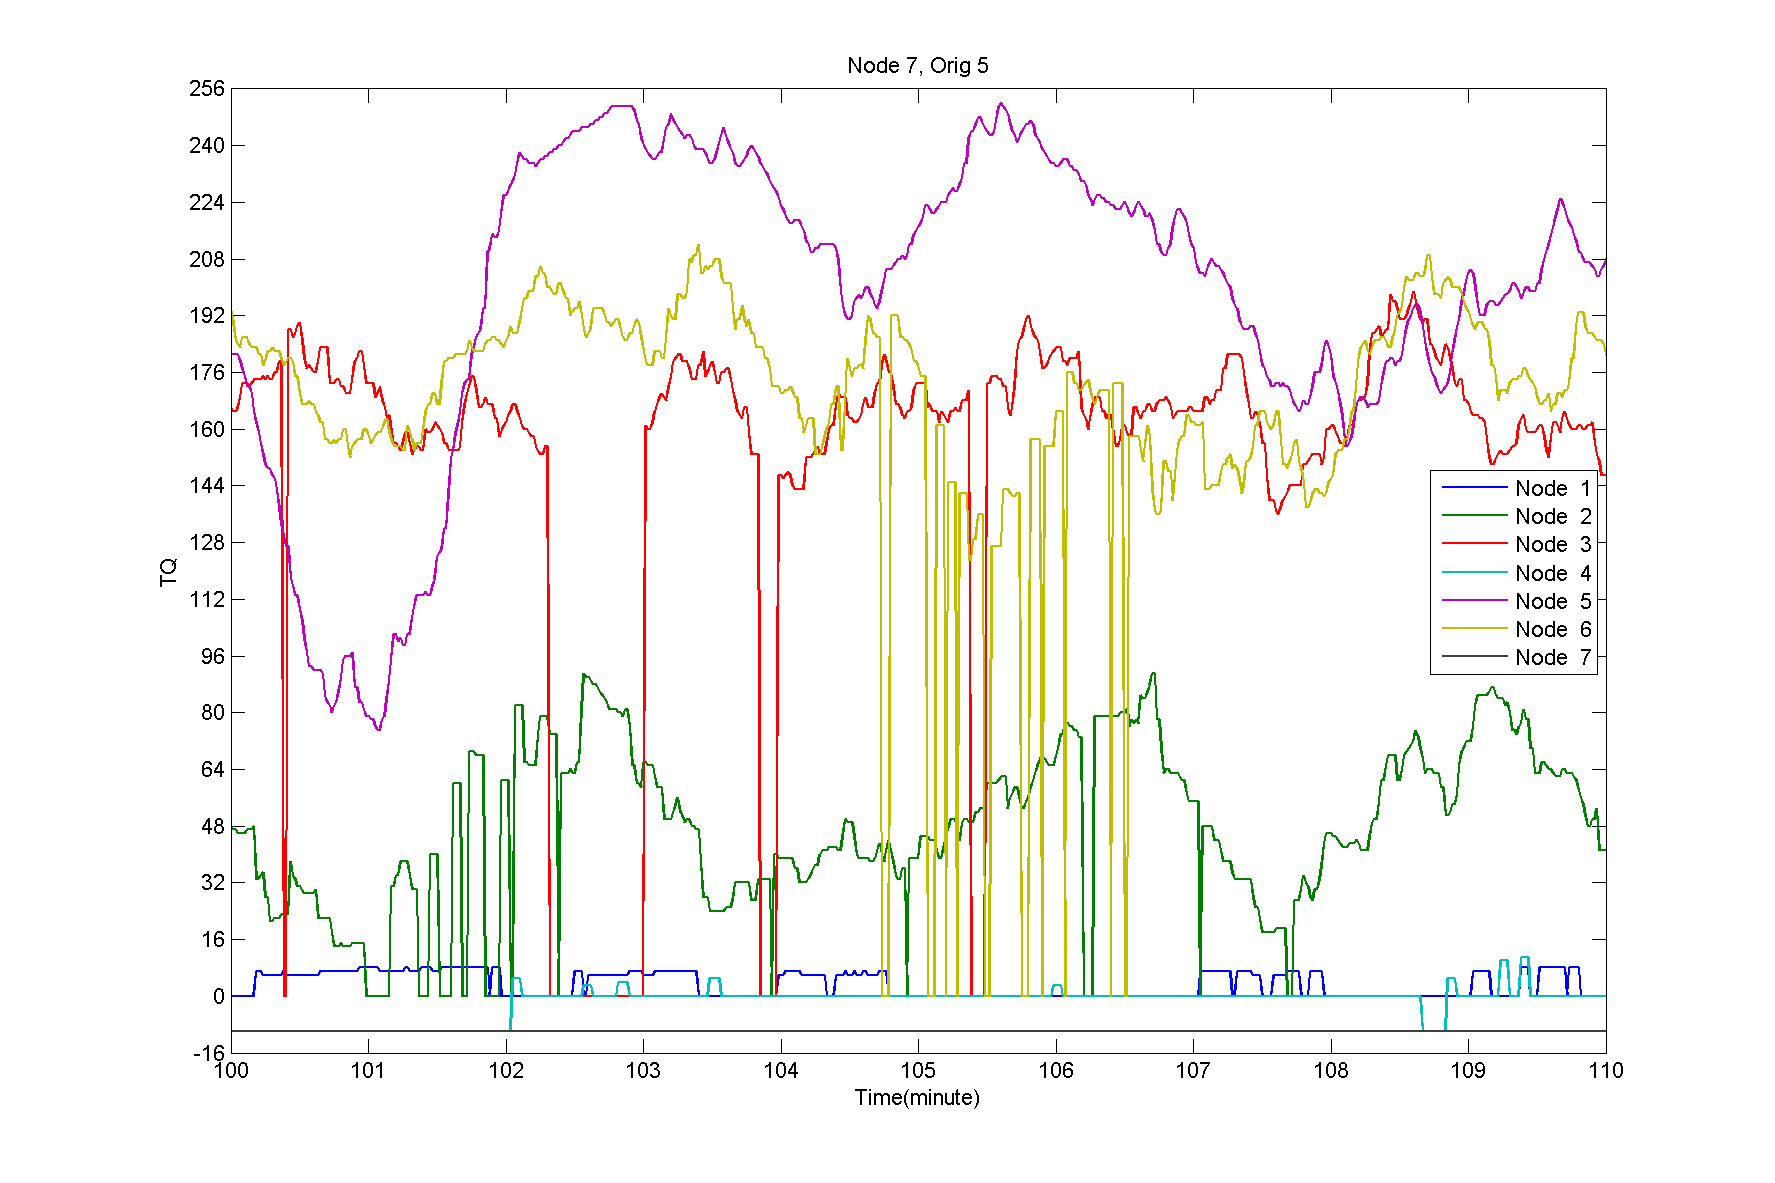 Node 7, Orig 5
256
240
224
208
192
176
160
144
128
112
96
80
64
48
32
16
0
-16
TQ
Node 1
Node 2
Node 3
Node 4
Node 5
Node 6
Node 7
100 101 102 103 104 105 106 107 108 109 110
Time(minute)